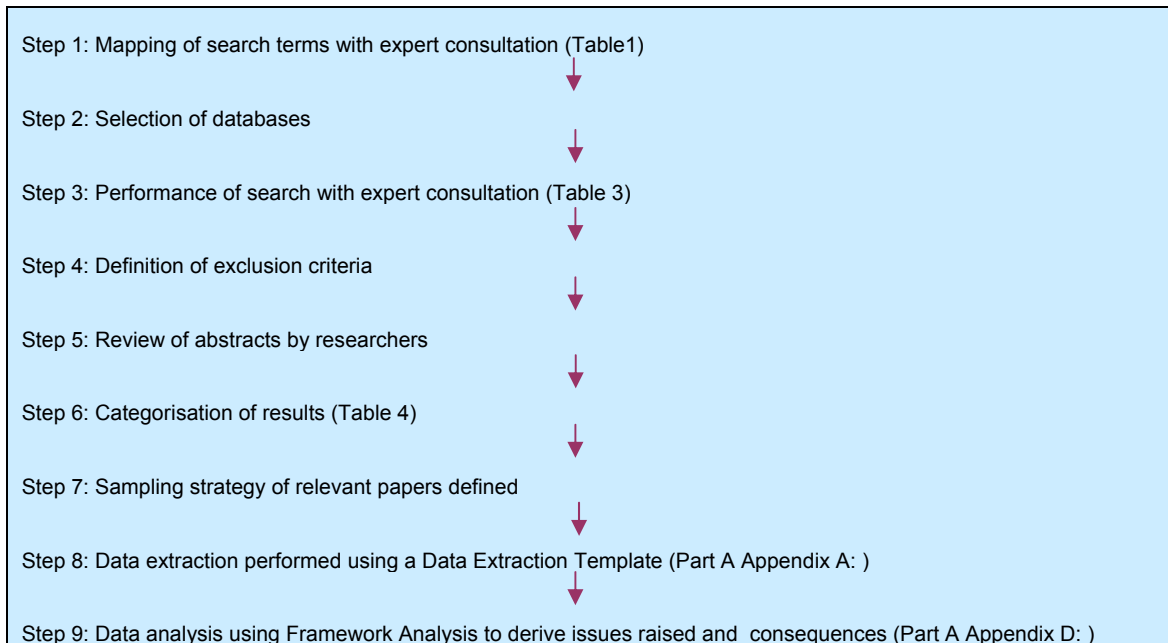 Step 1: Mapping of search terms with expert consultation (Table1)
Step 2: Selection of databases
Step 3: Performance of search with expert consultation (Table 3)
Step 4: Definition of exclusion criteria
Step 5: Review of abstracts by researchers
Step 6: Categorisation of results (Table 4)
Step 7: Sampling strategy of relevant papers defined
Step 8: Data extraction performed using a Data Extraction Template (Part A Appendix A: )
Step 9: Data analysis using Framework Analysis to derive issues raised and  consequences (Part A Appendix D: )